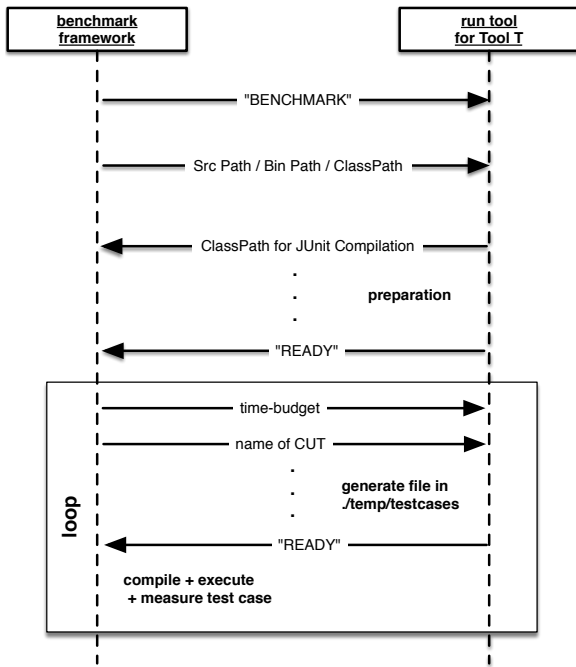 benchmark
framework
run tool
for Tool T
"BENCHMARK"
Src Path / Bin Path / ClassPath
ClassPath for JUnit Compilation
preparation
"READY"
loop
time-budget
name of CUT
generate file in
./temp/testcases
"READY"
compile + execute
+ measure test case